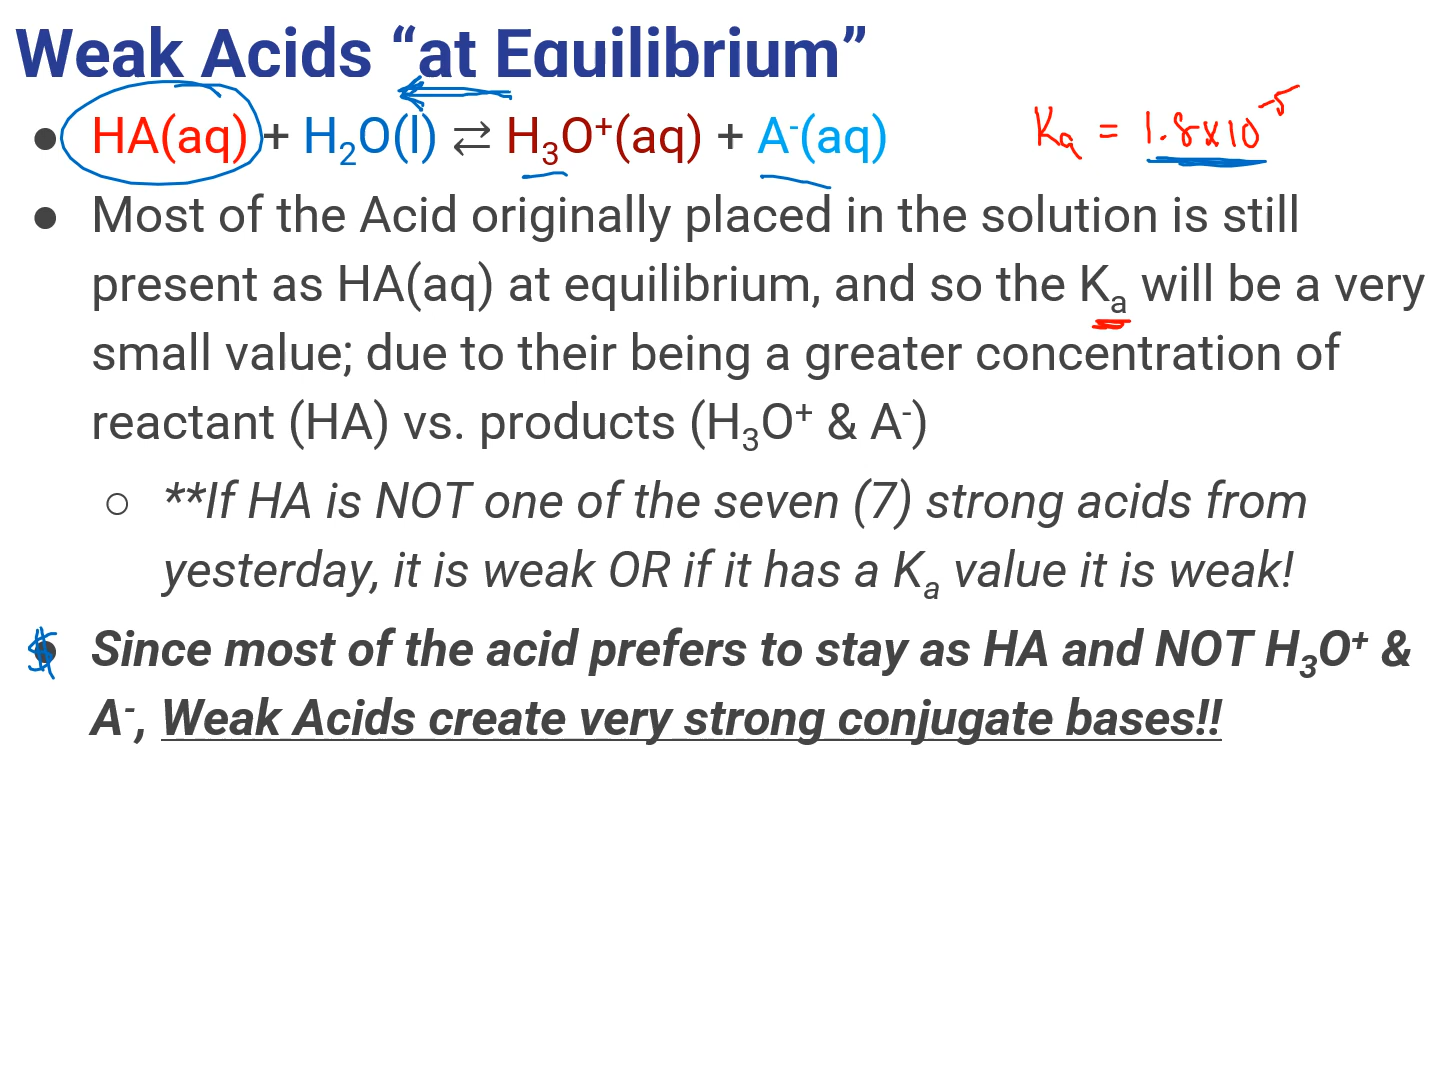 Weak Acids “at Equilibrium”
● HA(aq) + H₂O(l) ⇄ H₃O⁺(aq) + A⁻(aq) Kₐ = 1.8x10⁻⁵
● Most of the Acid originally placed in the solution is still
present as HA(aq) at equilibrium, and so the Kₐ will be a very
small value; due to their being a greater concentration of
reactant (HA) vs. products (H₃O⁺ & A⁻)
○ **If HA is NOT one of the seven (7) strong acids from
yesterday, it is weak OR if it has a Kₐ value it is weak!
● Since most of the acid prefers to stay as HA and NOT H₃O⁺ &
A⁻, Weak Acids create very strong conjugate bases!!